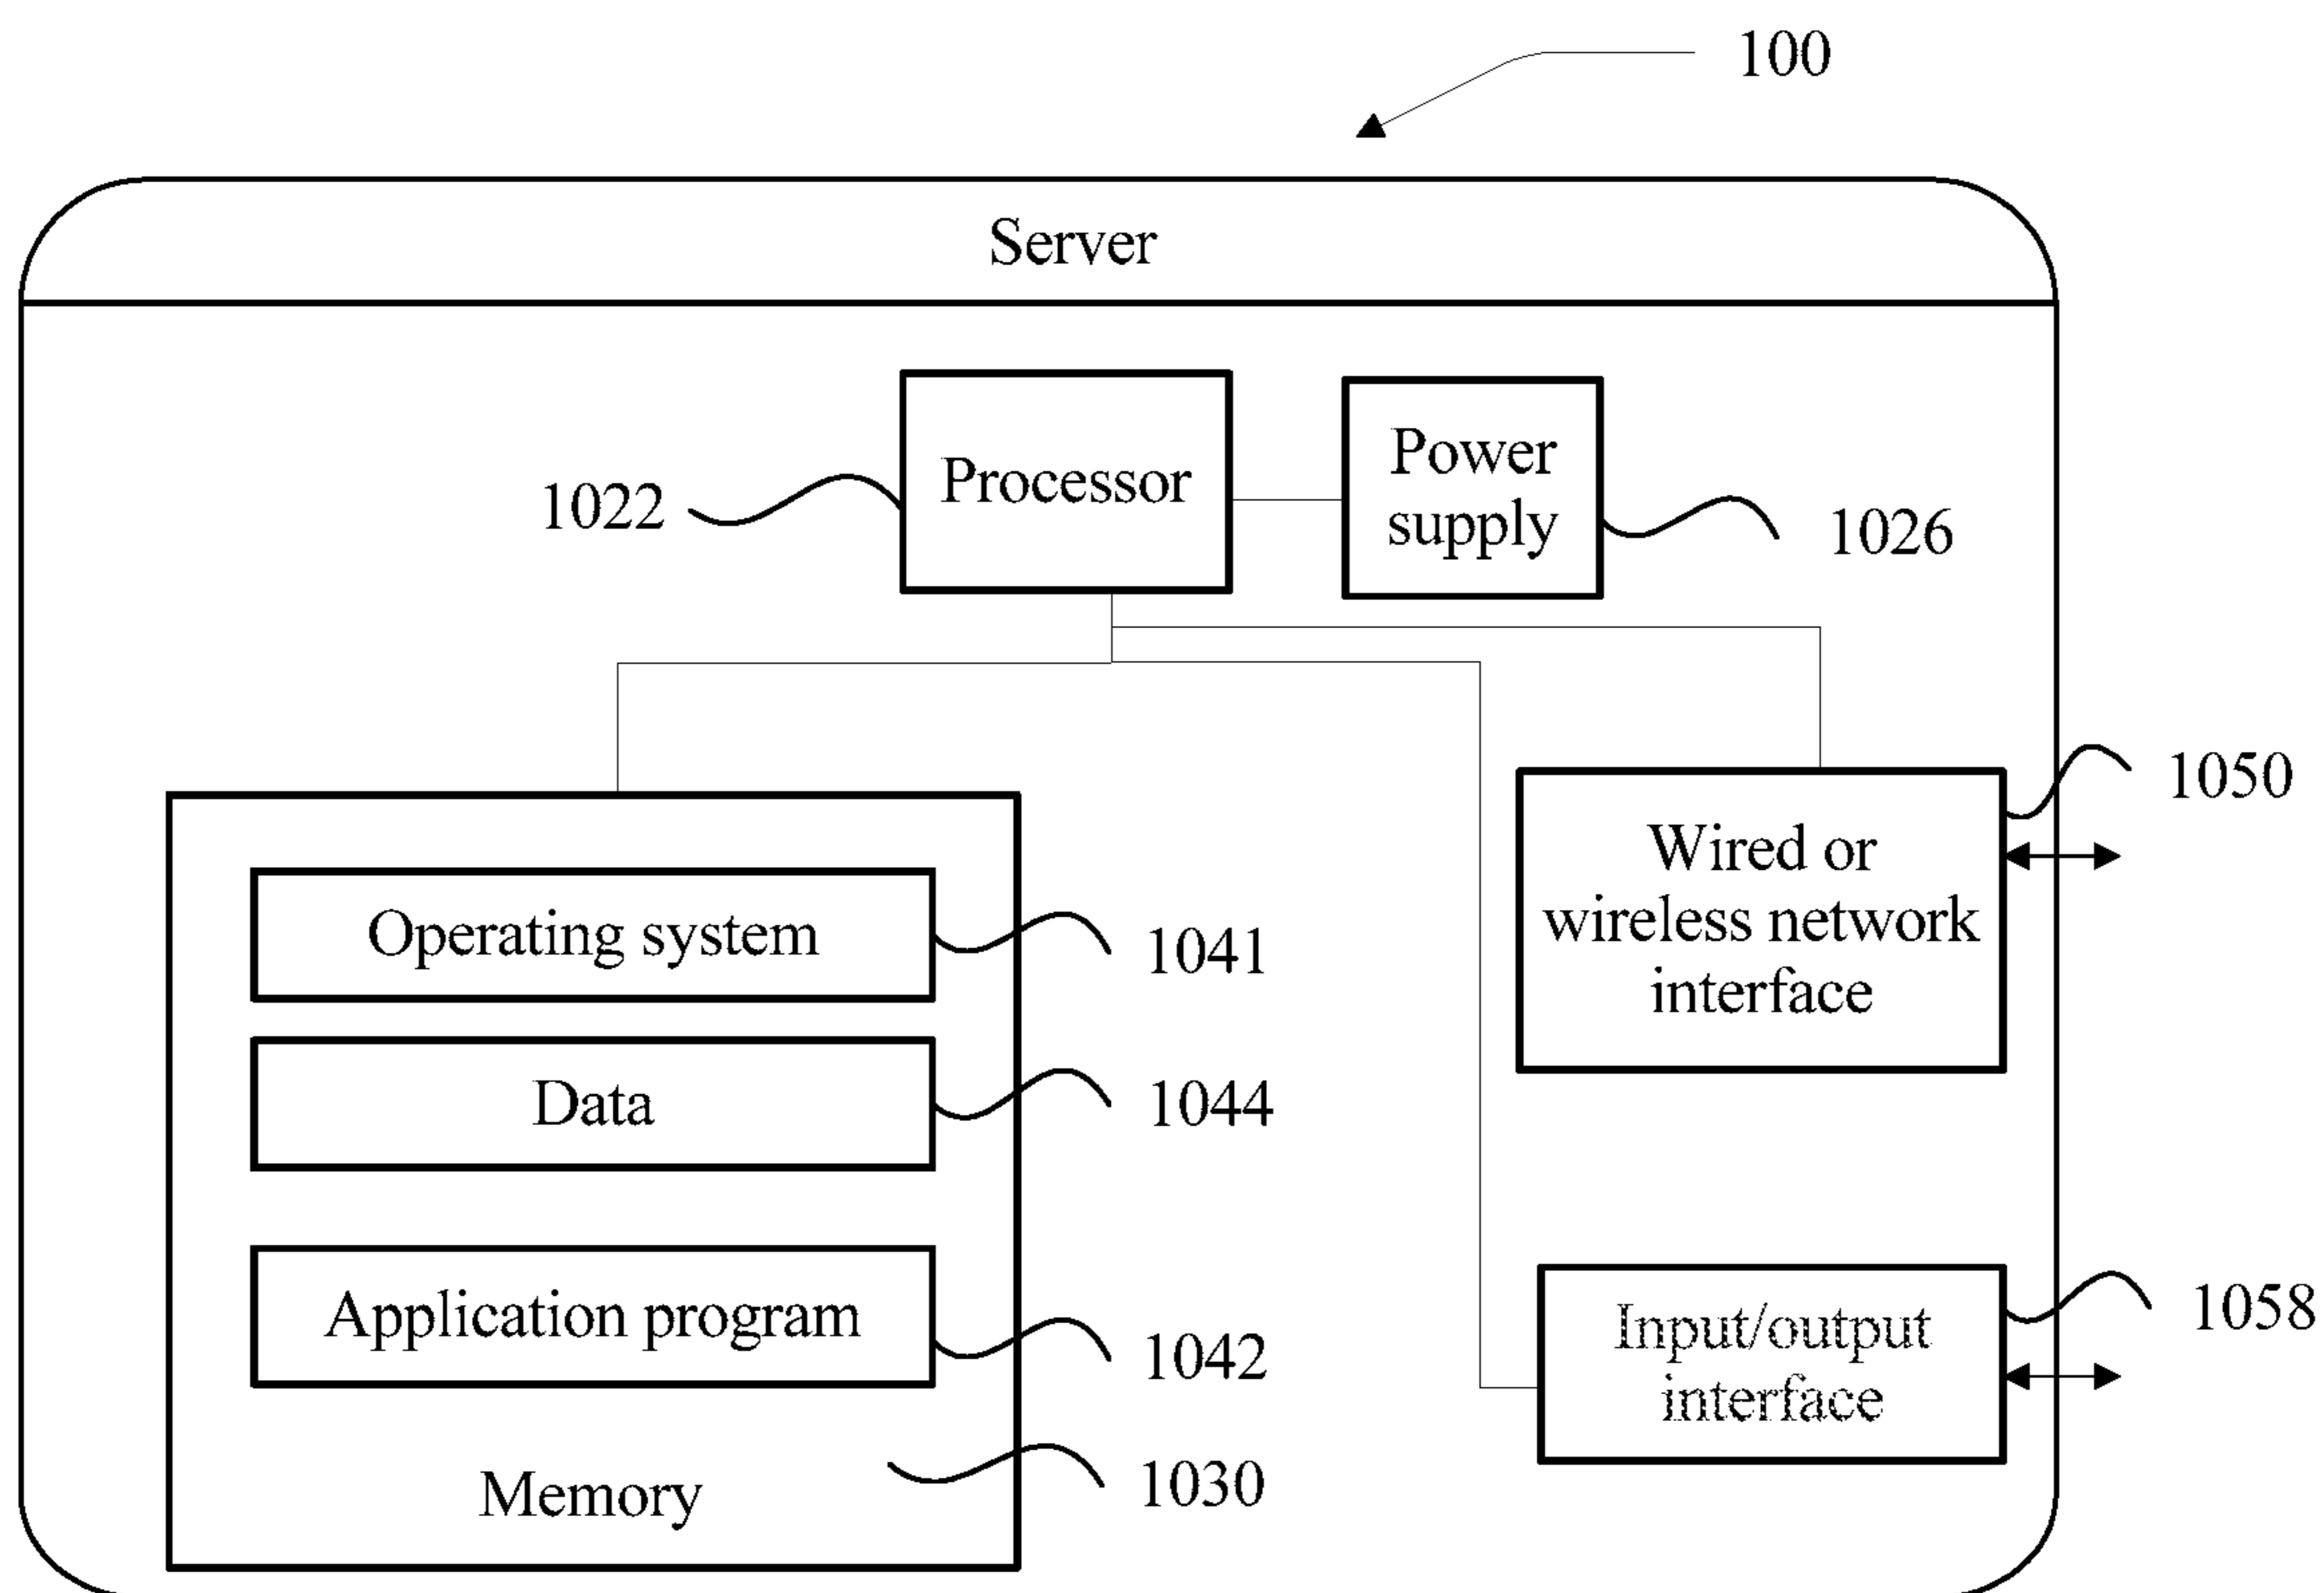 100
Server
Processor
Power
supply
1022
1026
1050
Wired or
wireless network
interface
Operating system
1041
Data
1044
Application program
1042
Memory
1030
Input/output
interface
1058